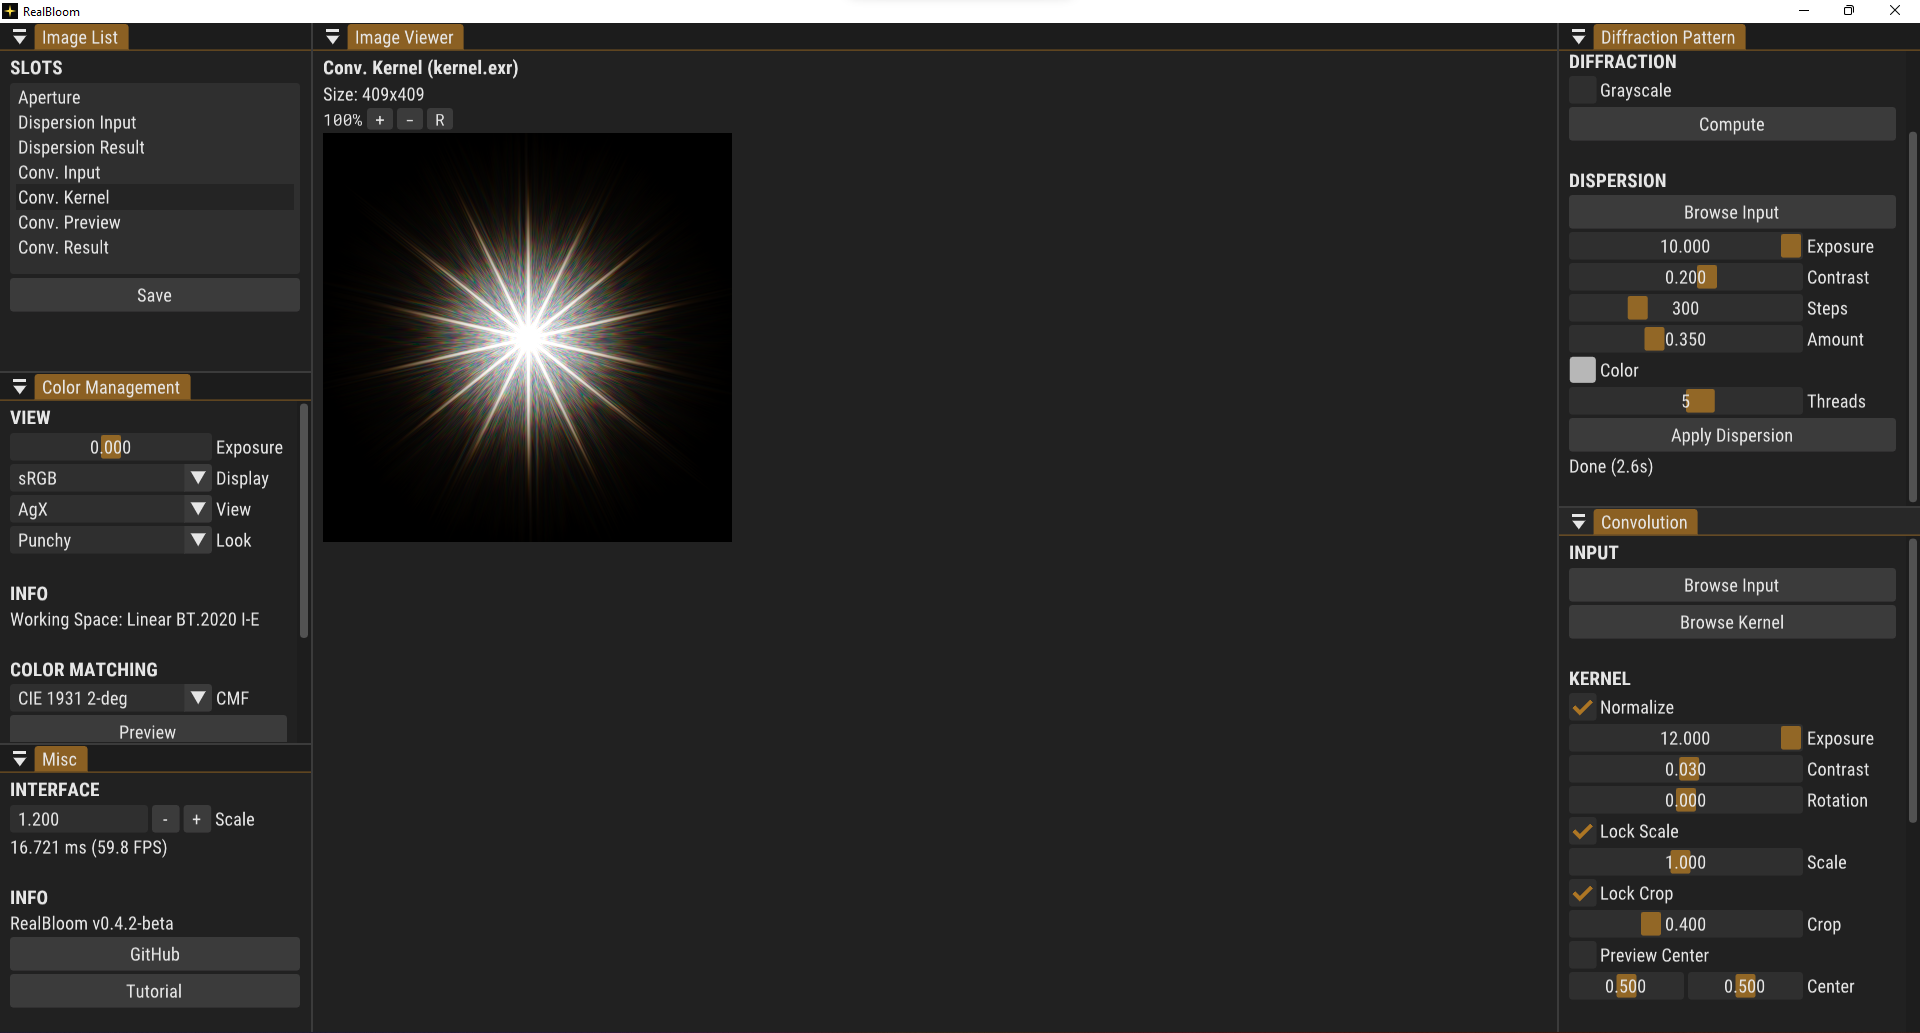 RealBloom
Image List
SLOTS
Aperture
Dispersion Input
Dispersion Result
Conv. Input
Conv. Kernel
Conv. Preview
Conv. Result
Save
Color Management
VIEW
0.000 Exposure
sRGB Display
AgX View
Punchy Look
INFO
Working Space: Linear BT.2020 I-E
COLOR MATCHING
CIE 1931 2-deg CMF
Preview
Misc
INTERFACE
1.200 - + Scale
16.721 ms (59.8 FPS)
INFO
RealBloom v0.4.2-beta
GitHub
Tutorial
Image Viewer
Conv. Kernel (kernel.exr)
Size: 409x409
100% + - R
Diffraction Pattern
DIFFRACTION
Grayscale
Compute
DISPERSION
Browse Input
10.000 Exposure
0.200 Contrast
300 Steps
0.350 Amount
Color
5 Threads
Apply Dispersion
Done (2.6s)
Convolution
INPUT
Browse Input
Browse Kernel
KERNEL
Normalize
12.000 Exposure
0.030 Contrast
0.000 Rotation
Lock Scale
1.000 Scale
Lock Crop
0.400 Crop
Preview Center
0.500 0.500 Center